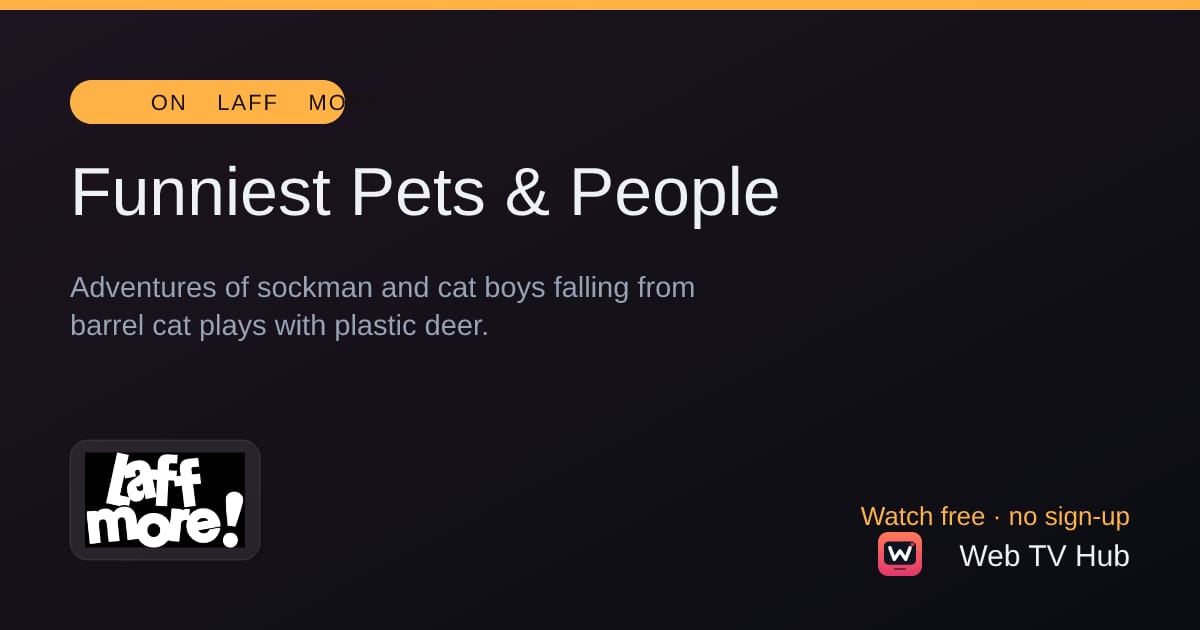 ON LAFF MORE
Funniest Pets & People
Adventures of sockman and cat boys falling from
barrel cat plays with plastic deer.
Laff
more!
Watch free · no sign-up
W
Web TV Hub